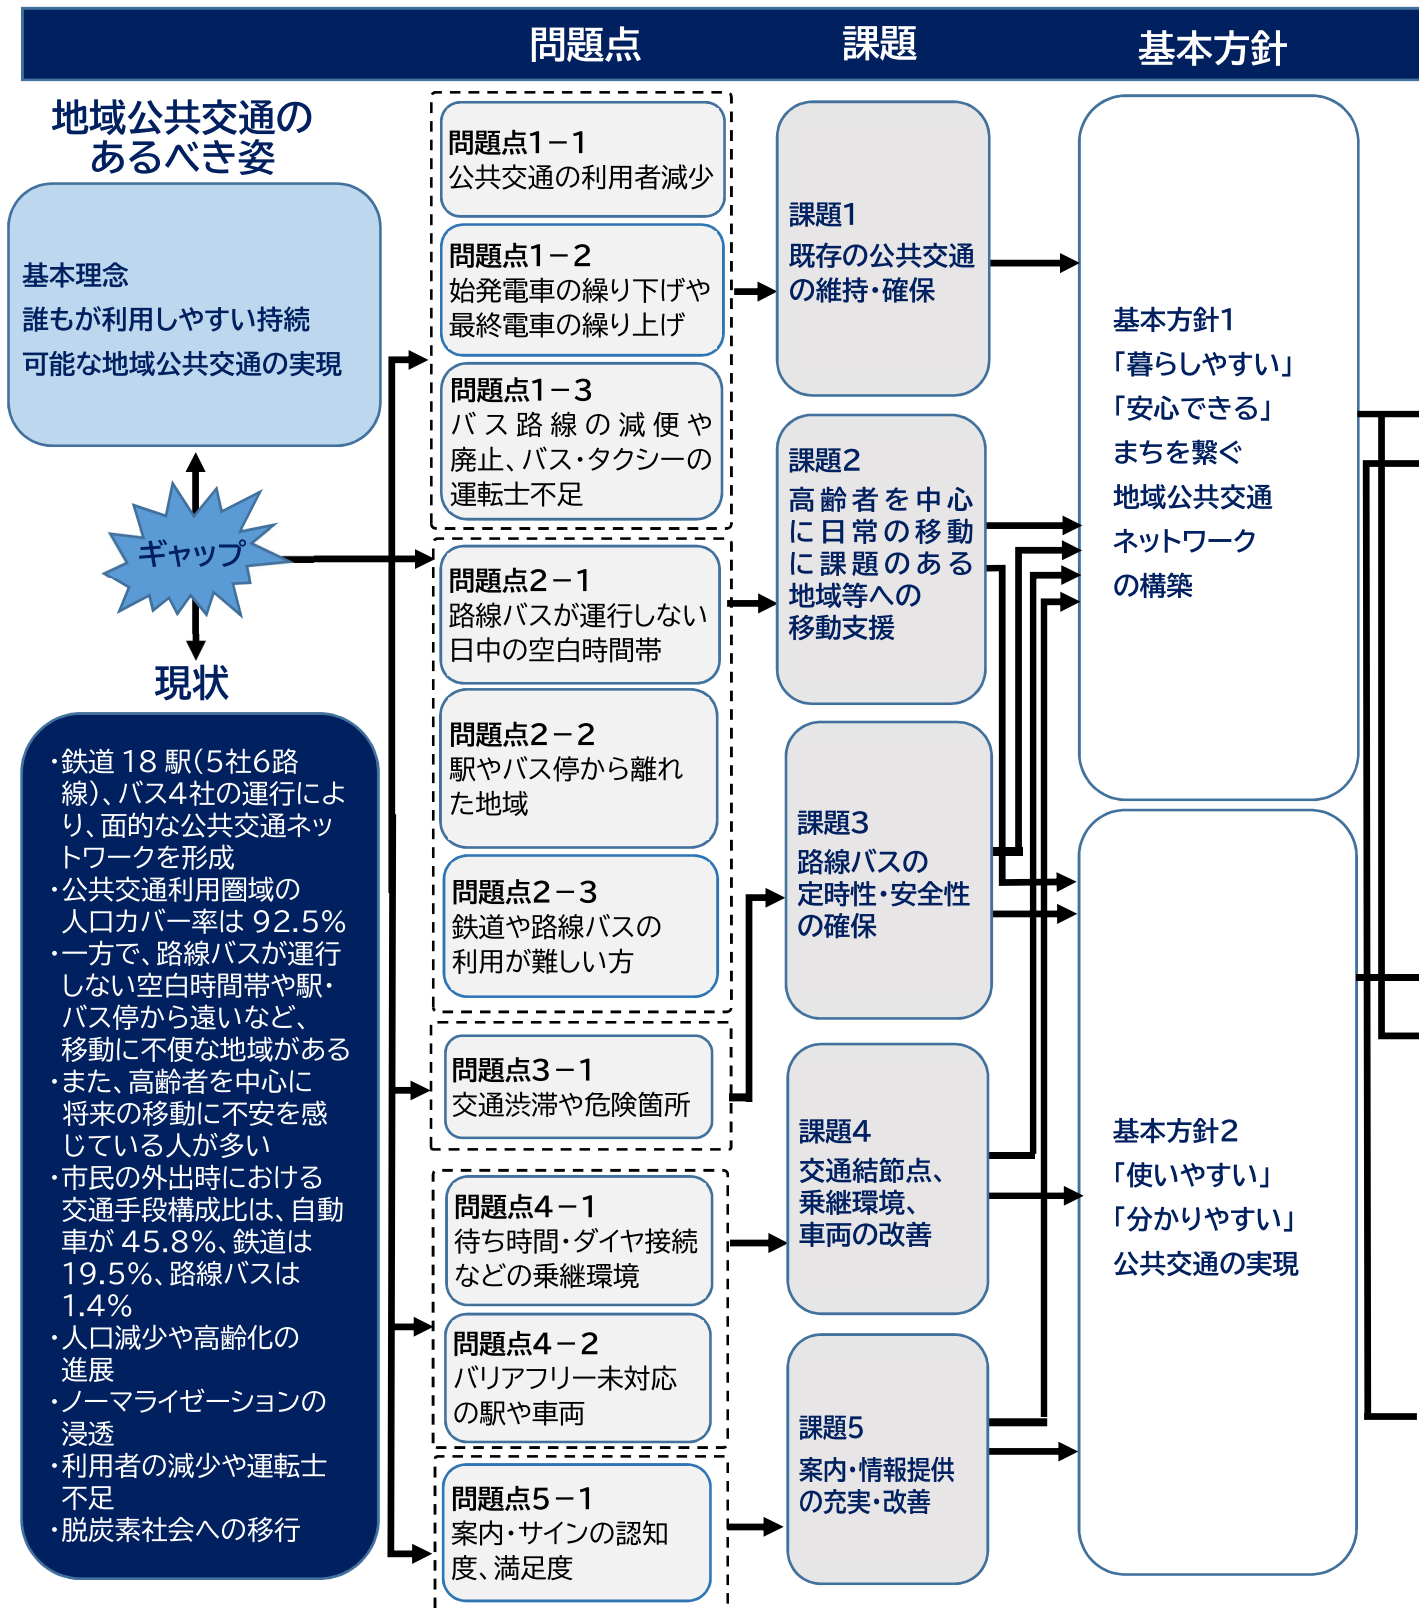 問題点
課題
基本方針
地域公共交通の
あるべき姿
基本理念
誰もが利用しやすい持続
可能な地域公共交通の実現
ギャップ
現状
・鉄道 18 駅（5社6路
線）、バス4社の運行によ
り、面的な公共交通ネッ
トワークを形成
・公共交通利用圏域の
人口カバー率は 92.5%
・一方で、路線バスが運行
しない空白時間帯や駅・
バス停から遠いなど、
移動に不便な地域がある
・また、高齢者を中心に
将来の移動に不安を感
じている人が多い
・市民の外出時における
交通手段構成比は、自動
車が 45.8%、鉄道は
19.5%、路線バスは
1.4%
・人口減少や高齢化の
進展
・ノーマライゼーションの
浸透
・利用者の減少や運転士
不足
・脱炭素社会への移行
問題点1－1
公共交通の利用者減少
問題点1－2
始発電車の繰り下げや
最終電車の繰り上げ
問題点1－3
バス路線の減便や
廃止、バス・タクシーの
運転士不足
問題点2－1
路線バスが運行しない
日中の空白時間帯
問題点2－2
駅やバス停から離れ
た地域
問題点2－3
鉄道や路線バスの
利用が難しい方
問題点3－1
交通渋滞や危険箇所
問題点4－1
待ち時間・ダイヤ接続
などの乗継環境
問題点4－2
バリアフリー未対応
の駅や車両
問題点5－1
案内・サインの認知
度、満足度
課題1
既存の公共交通
の維持・確保
課題2
高齢者を中心
に日常の移動
に課題のある
地域等への
移動支援
課題3
路線バスの
定時性・安全性
の確保
課題4
交通結節点、
乗継環境、
車両の改善
課題5
案内・情報提供
の充実・改善
基本方針1
「暮らしやすい」
「安心できる」
まちを繋ぐ
地域公共交通
ネットワーク
の構築
基本方針2
「使いやすい」
「分かりやすい」
公共交通の実現